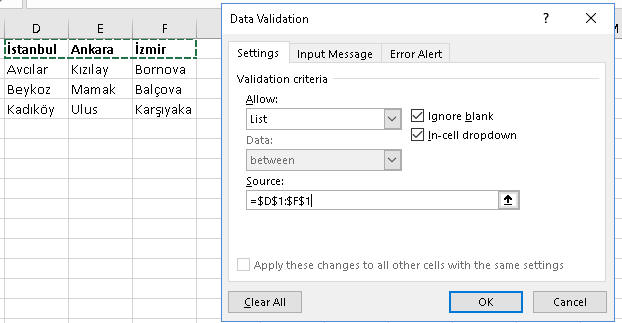 D E F M
İstanbul Ankara İzmir
Avcılar Kızılay Bornova
Beykoz Mamak Balçova
Kadıköy Ulus Karşıyaka
Data Validation ? ×
Settings Input Message Error Alert
Validation criteria
Allow:
List
Ignore blank
In-cell dropdown
Data:
between
Source:
=$D$1:$F$1
Apply these changes to all other cells with the same settings
Clear All OK Cancel